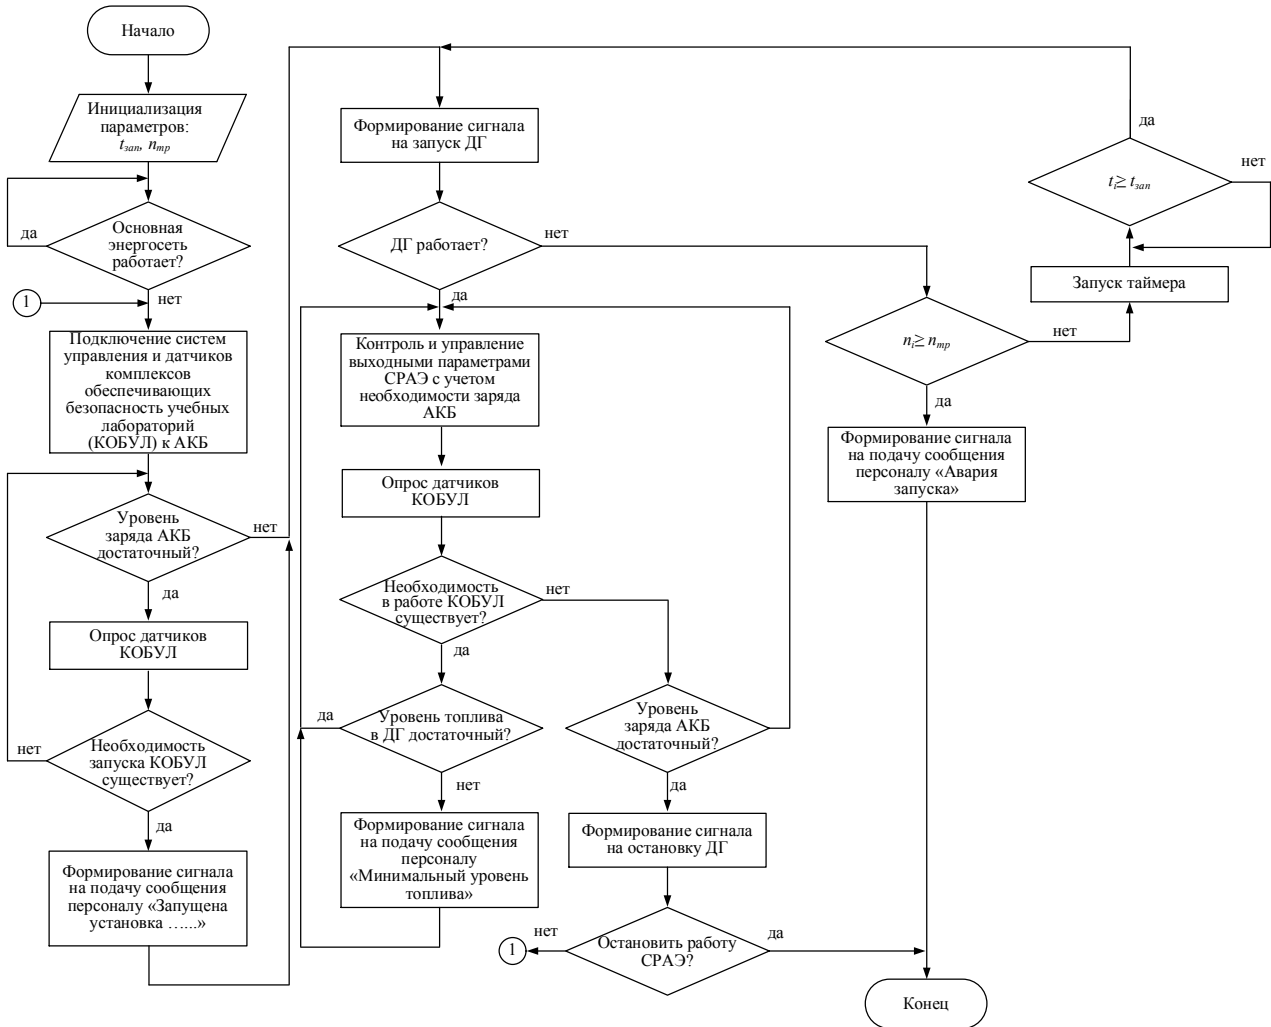 Начало
Инициализация
параметров:
tзап, nтр
да
Основная
энергосеть
работает?
1
нет
Подключение систем
управления и датчиков
комплексов
обеспечивающих
безопасность учебных
лабораторий
(КОБУЛ) к АКБ
Уровень
заряда АКБ
достаточный?
нет
да
Опрос датчиков
КОБУЛ
нет
Необходимость
запуска КОБУЛ
существует?
да
Формирование сигнала
на подачу сообщения
персоналу «Запущена
установка …...»
Формирование сигнала
на запуск ДГ
ДГ работает?
нет
да
Контроль и управление
выходными параметрами
СРАЭ с учетом
необходимости заряда
АКБ
Опрос датчиков
КОБУЛ
Необходимость
в работе КОБУЛ
существует?
нет
да
да
Уровень топлива
в ДГ достаточный?
нет
Формирование сигнала
на подачу сообщения
персоналу
«Минимальный уровень
топлива»
Уровень
заряда АКБ
достаточный?
да
Формирование сигнала
на остановку ДГ
1
нет
Остановить работу
СРАЭ?
да
да
ti≥ tзап
нет
Запуск таймера
ni≥ nтр
нет
да
Формирование сигнала
на подачу сообщения
персоналу «Авария
запуска»
Конец